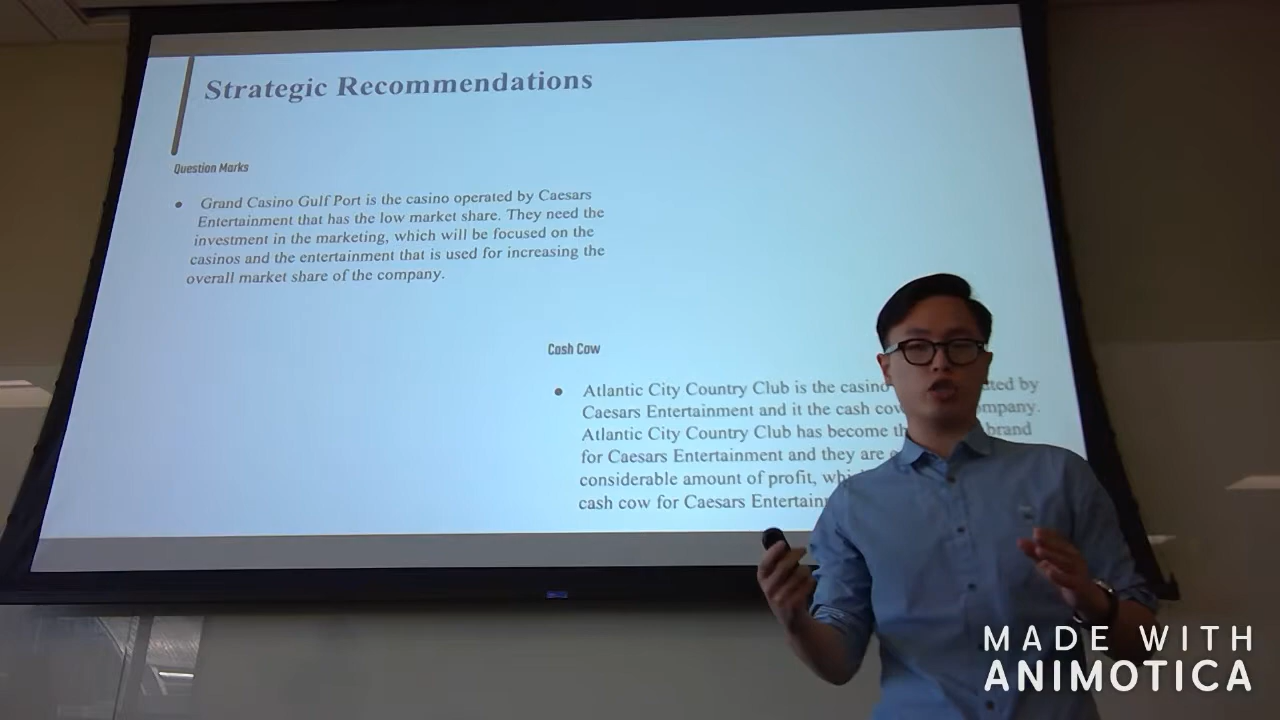 Strategic Recommendations
Question Marks
• Grand Casino Gulf Port is the casino operated by Caesars
Entertainment that has the low market share. They need the
investment in the marketing, which will be focused on the
casinos and the entertainment that is used for increasing the
overall market share of the company.
Cash Cow
• Atlantic City Country Club is the casino by
Caesars Entertainment and it the cash
Atlantic City Country Club has become brand
for Caesars Entertainment and they are
considerable amount of profit,
cash cow for Caesars
MADE WITH
ANIMOTICA